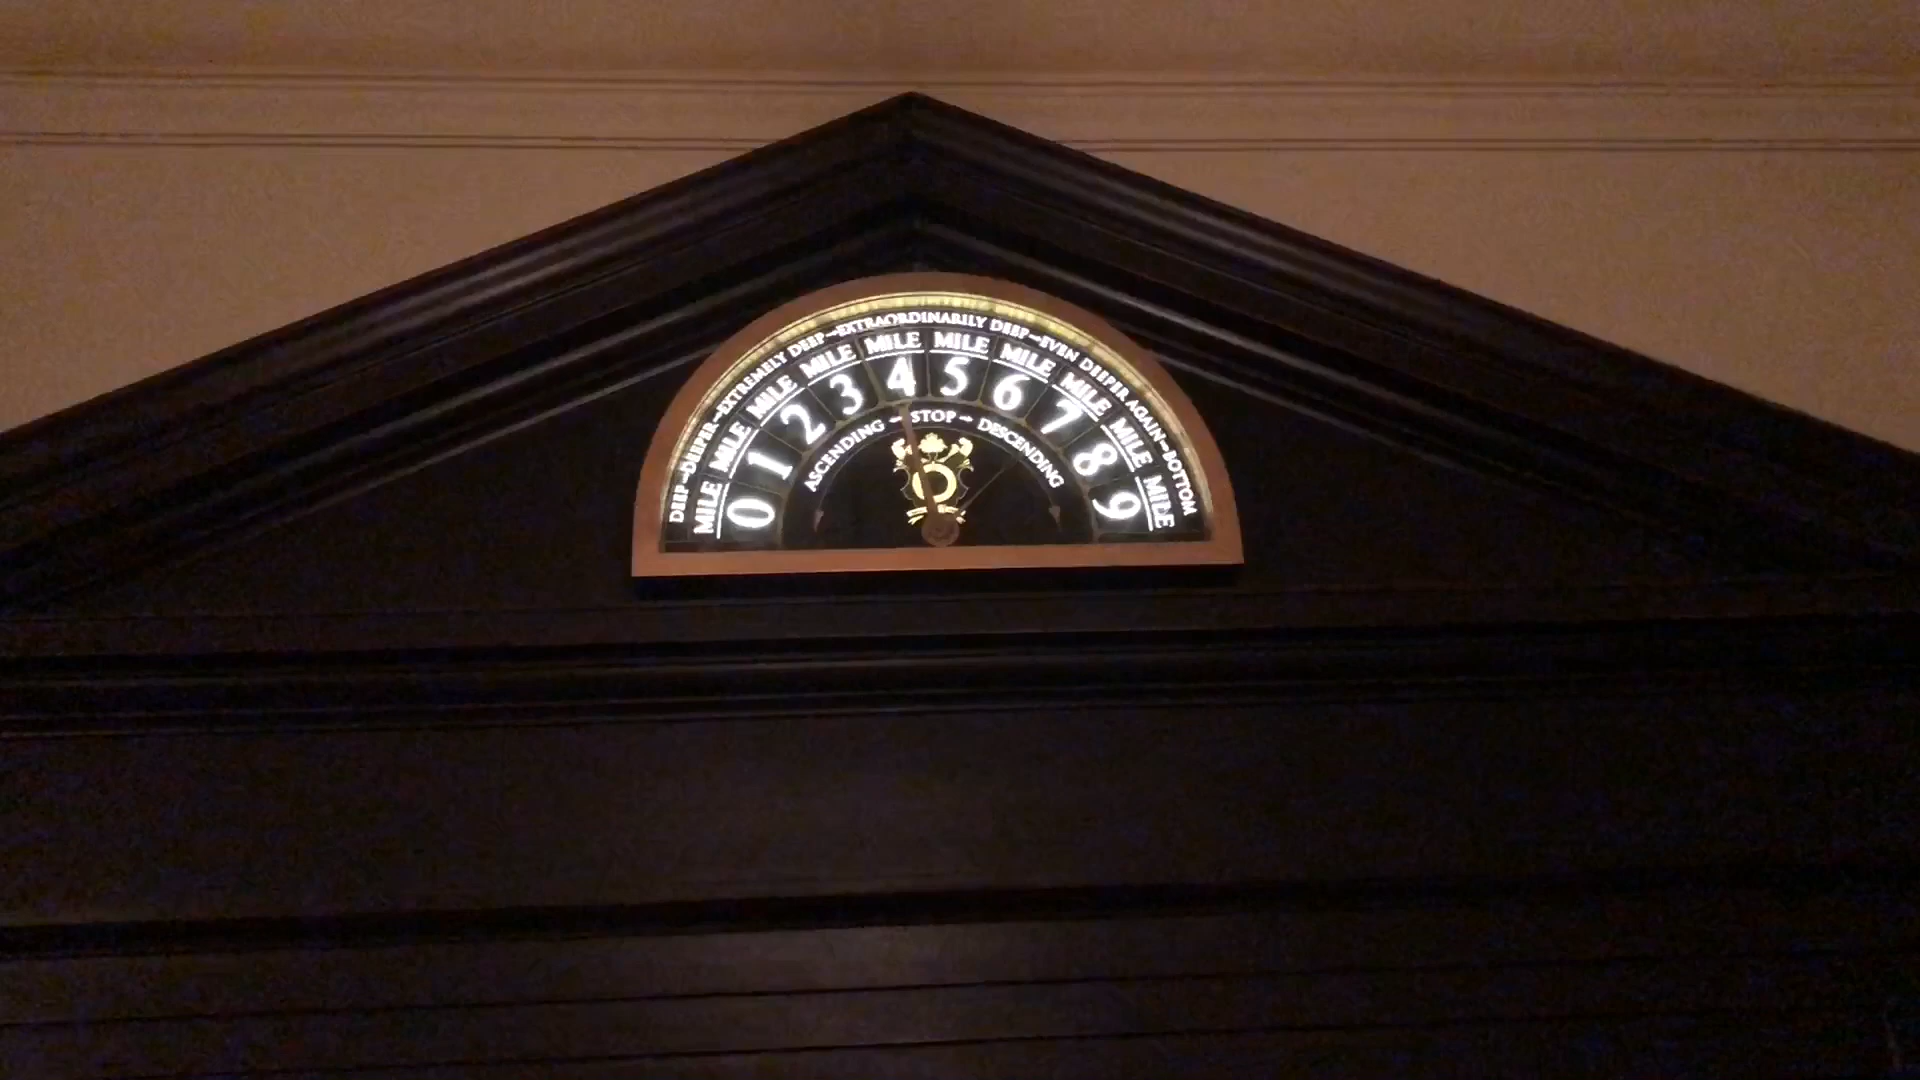 DEEP—DEEPER—EXTREMELY DEEP—EXTRAORDINARILY DEEP—EVEN DEEPER AGAIN—BOTTOM
MILE MILE MILE MILE MILE MILE MILE MILE MILE MILE
0 1 2 3 4 5 6 7 8 9
ASCENDING — STOP — DESCENDING